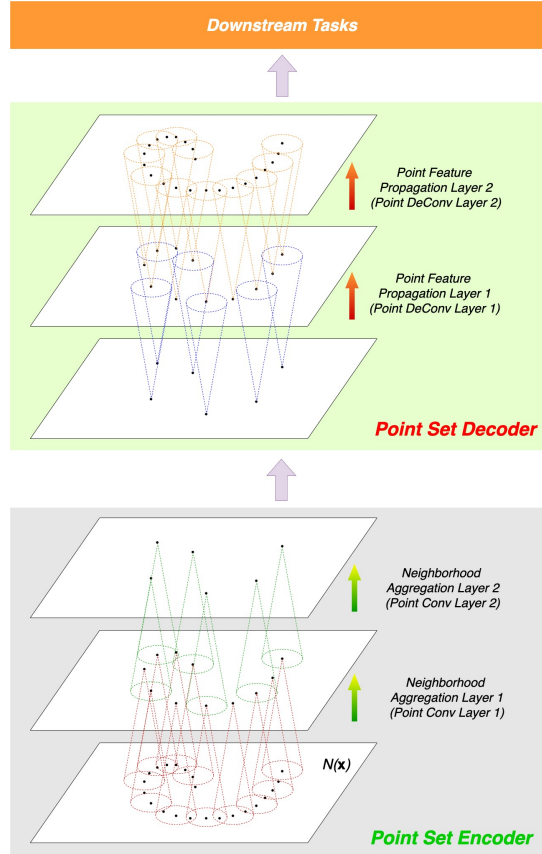 Downstream Tasks
Point Feature
Propagation Layer 2
(Point DeConv Layer 2)
Point Feature
Propagation Layer 1
(Point DeConv Layer 1)
Point Set Decoder
Neighborhood
Aggregation Layer 2
(Point Conv Layer 2)
Neighborhood
Aggregation Layer 1
(Point Conv Layer 1)
N(x)
Point Set Encoder